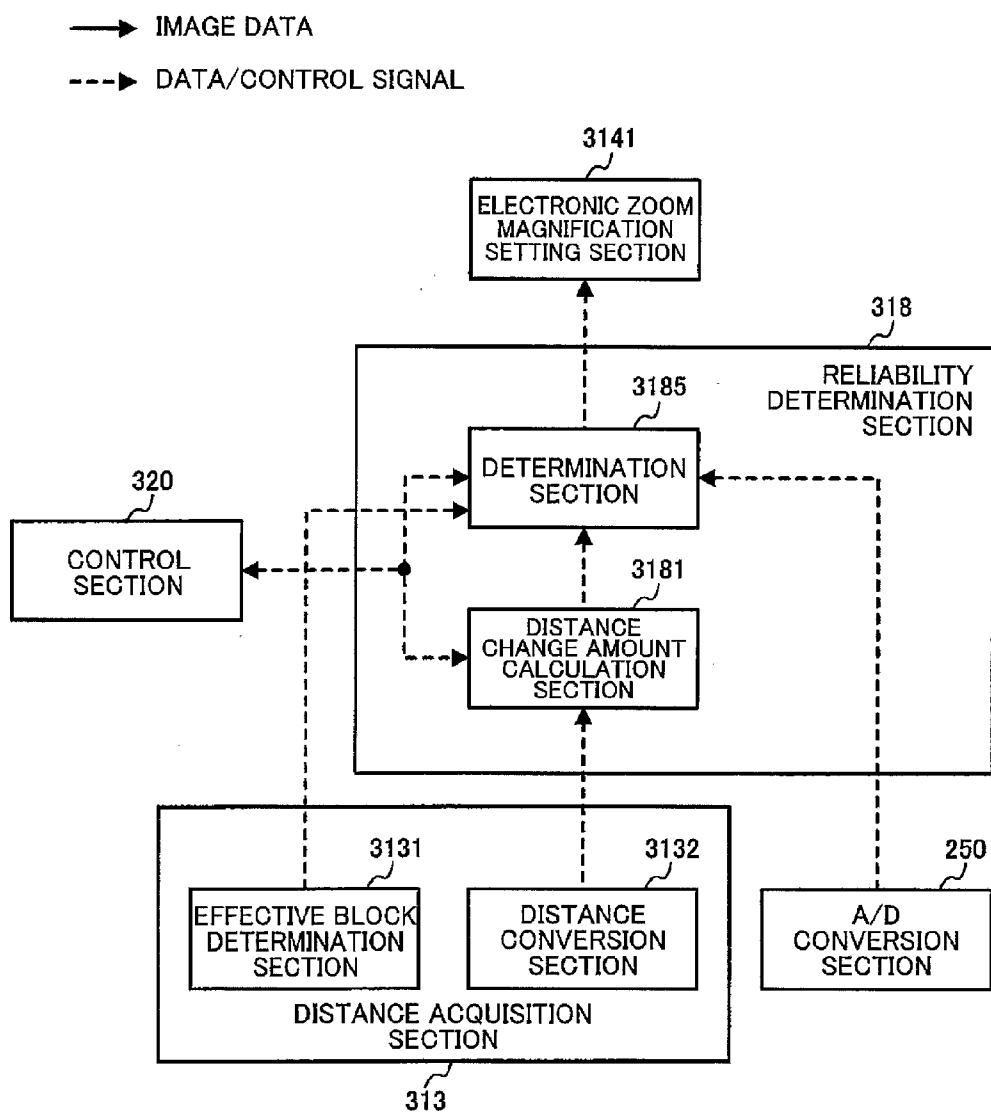 IMAGE DATA
DATA/CONTROL SIGNAL
3141
ELECTRONIC ZOOM
MAGNIFICATION
SETTING SECTION
318
RELIABILITY
DETERMINATION
SECTION
3185
DETERMINATION
SECTION
320
CONTROL
SECTION
3181
DISTANCE
CHANGE AMOUNT
CALCULATION
SECTION
3131
EFFECTIVE BLOCK
DETERMINATION
SECTION
3132
DISTANCE
CONVERSION
SECTION
250
A/D
CONVERSION
SECTION
DISTANCE ACQUISITION
SECTION
313